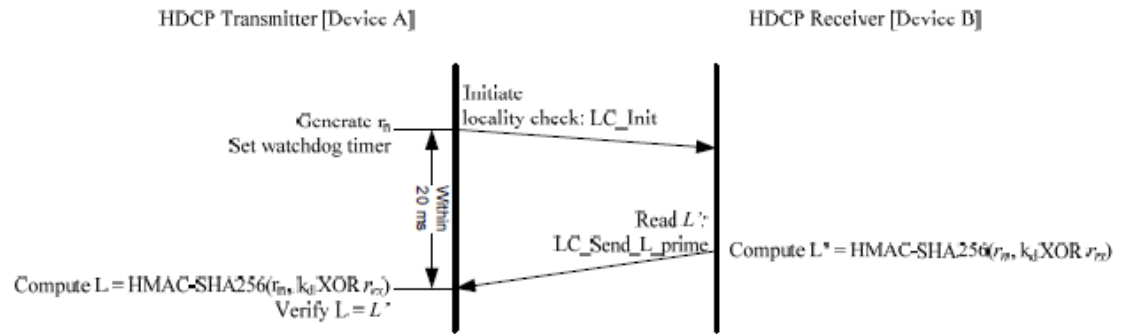 HDCP Transmitter [Device A]
HDCP Receiver [Device B]
Initiate
locality check: LC_Init
Generate rn
Set watchdog timer
Within
20 ms
Read L':
LC_Send_L_prime
Compute L' = HMAC-SHA256(rn, kd XOR rrx)
Compute L = HMAC-SHA256(rn, kd XOR rrx)
Verify L = L'